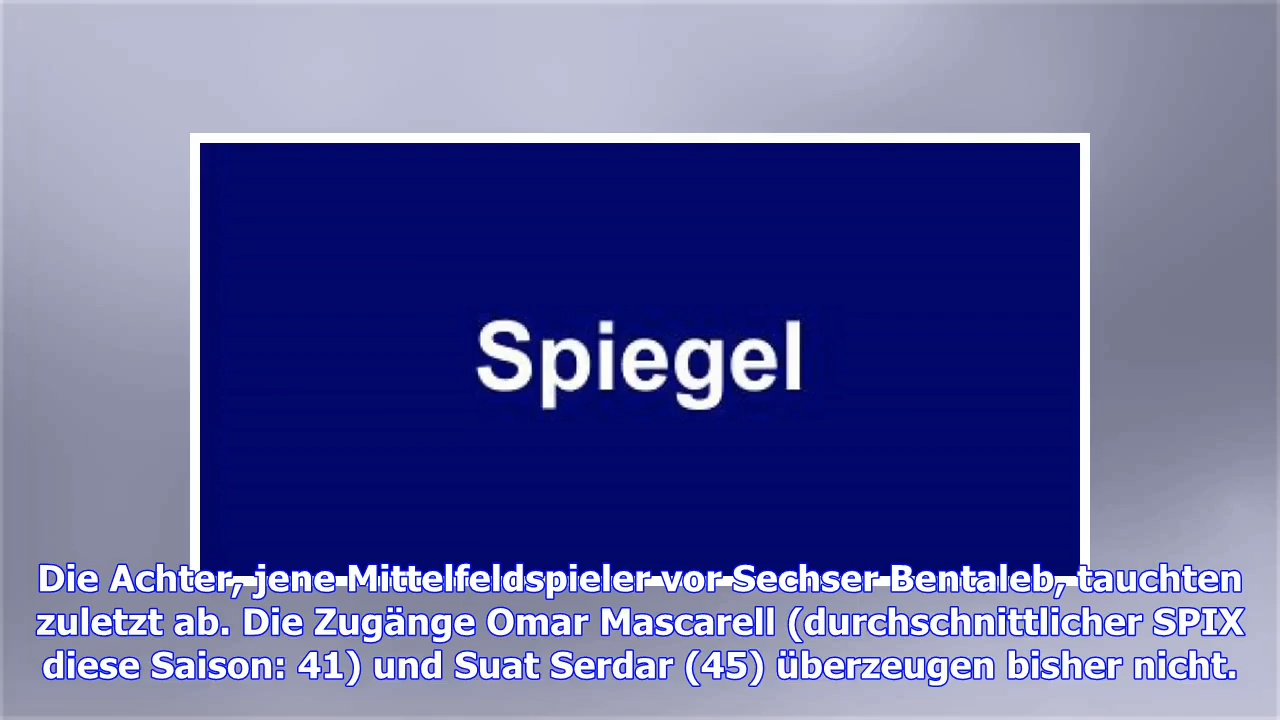 Spiegel
Die Achter, jene Mittelfeldspieler vor Sechser Bentaleb, tauchten
zuletzt ab. Die Zugänge Omar Mascarell (durchschnittlicher SPIX
diese Saison: 41) und Suat Serdar (45) überzeugen bisher nicht.